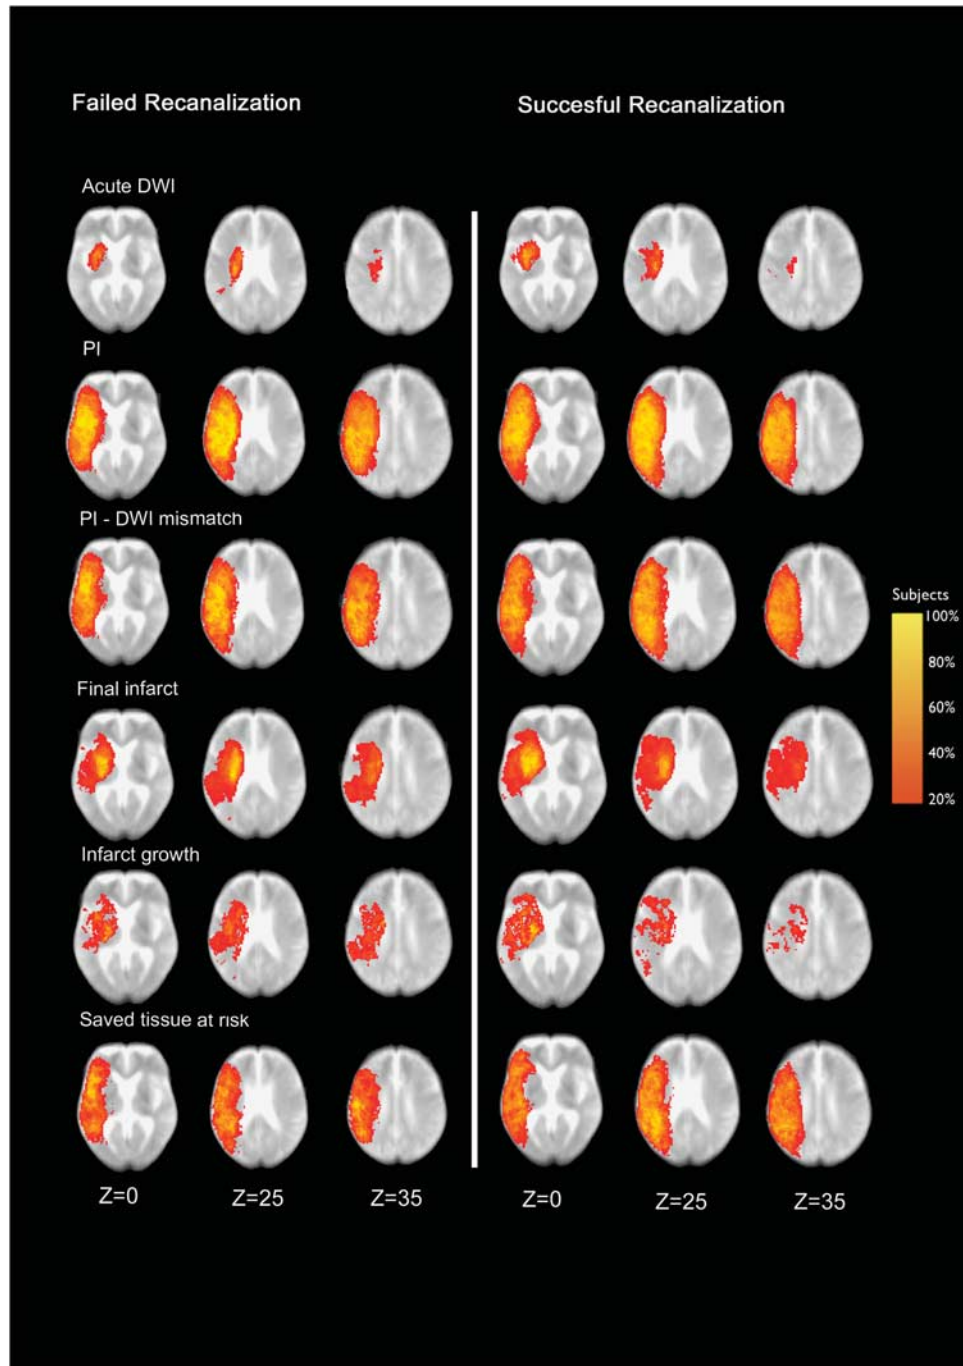 Failed Recanalization
Succesful Recanalization
Acute DWI
PI
PI - DWI mismatch
Subjects
100%
80%
60%
40%
20%
Final infarct
Infarct growth
Saved tissue at risk
Z=0
Z=25
Z=35
Z=0
Z=25
Z=35